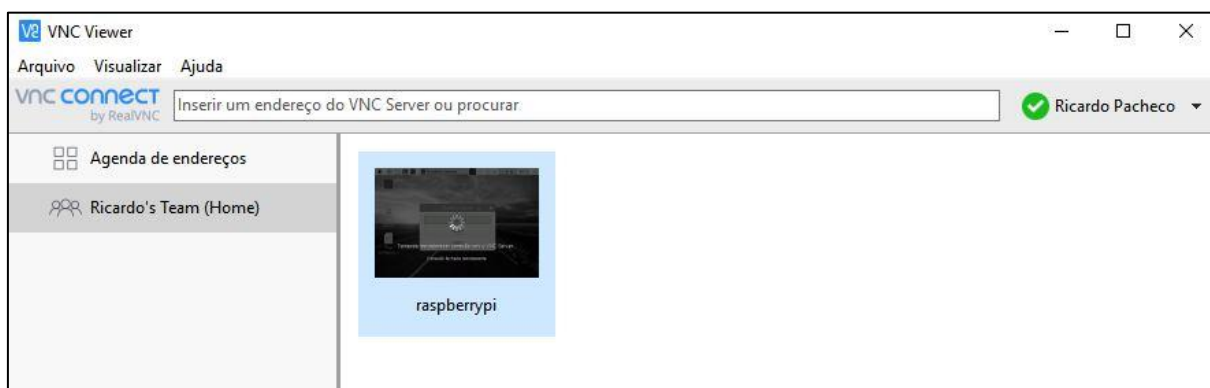 VNC Viewer
Arquivo Visualizar Ajuda
vnc connect
by RealVNC
Inserir um endereço do VNC Server ou procurar
Ricardo Pacheco
Agenda de endereços
Ricardo's Team (Home)
raspberrypi